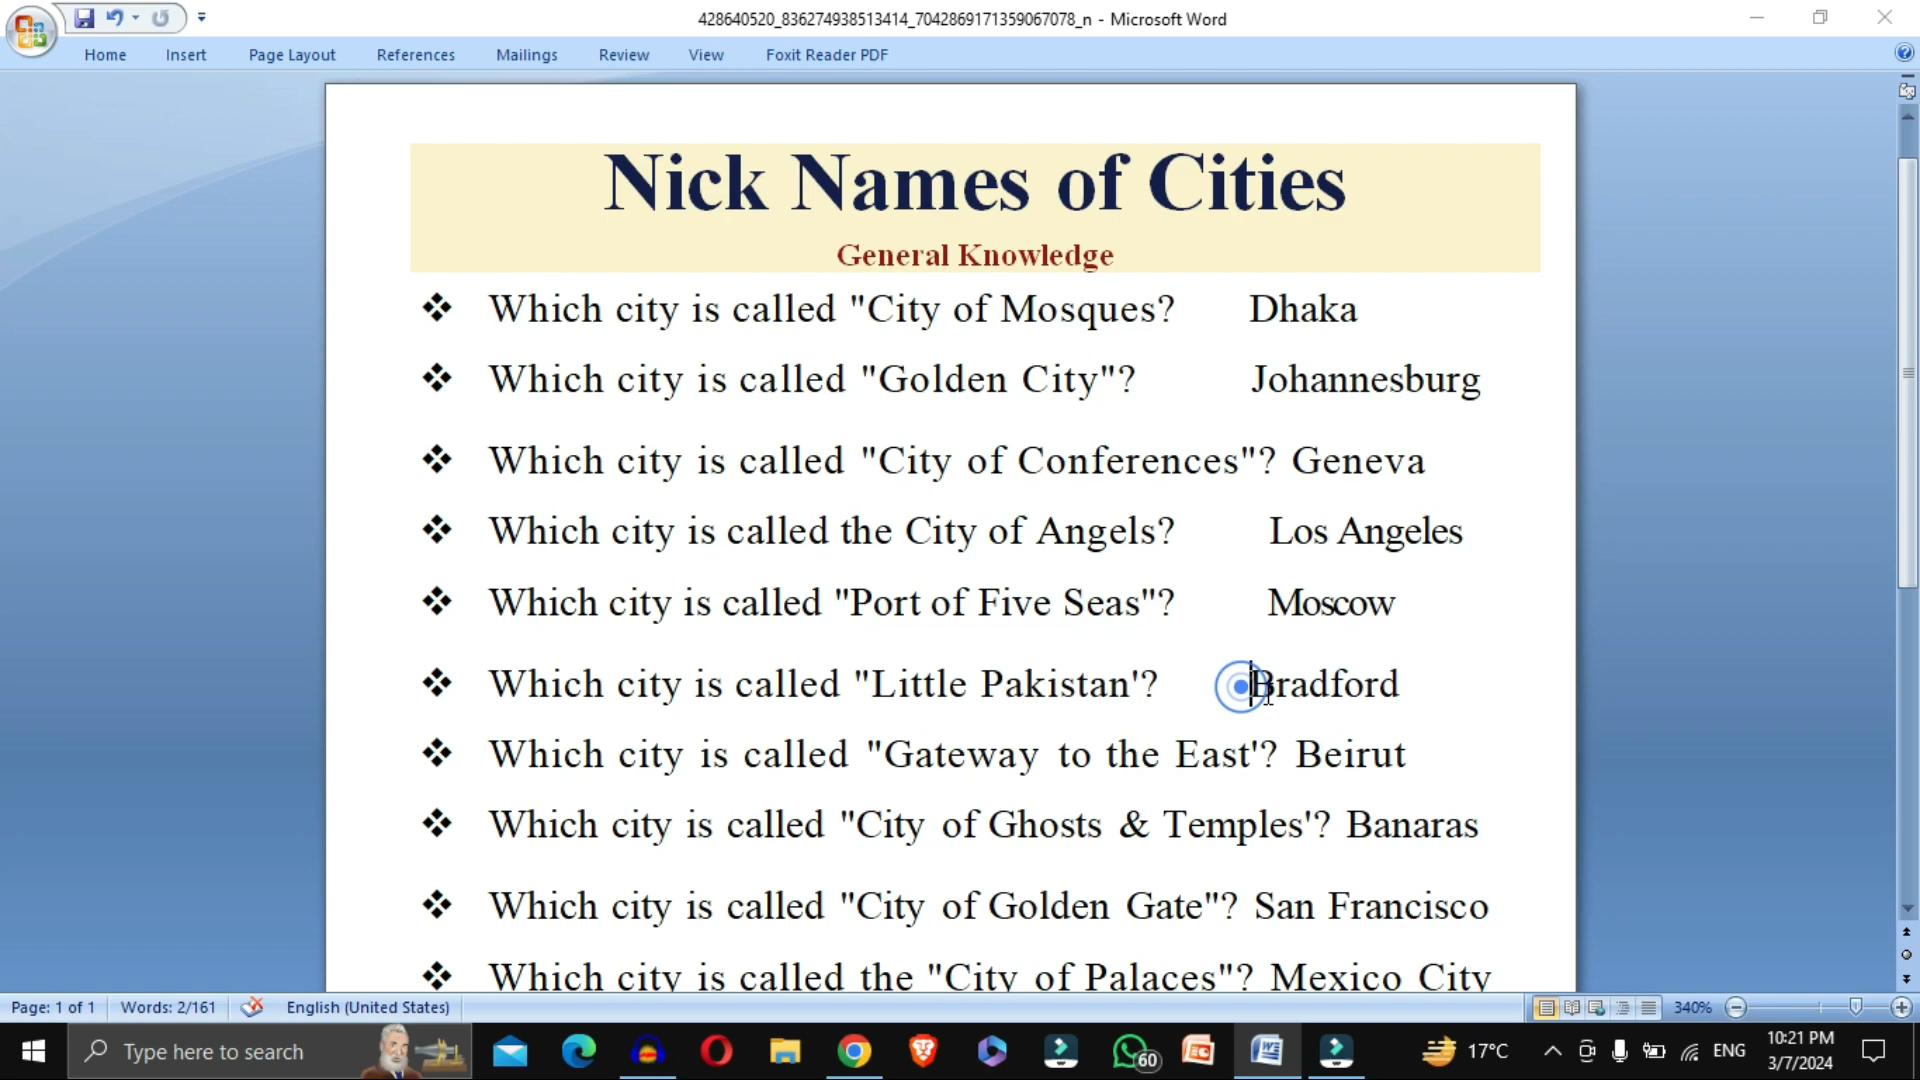 428640520_836274938513414_7042869171359067078_n - Microsoft Word
Home Insert Page Layout References Mailings Review View Foxit Reader PDF
Nick Names of Cities
General Knowledge
❖ Which city is called "City of Mosques? Dhaka
❖ Which city is called "Golden City"? Johannesburg
❖ Which city is called "City of Conferences"? Geneva
❖ Which city is called the City of Angels? Los Angeles
❖ Which city is called "Port of Five Seas"? Moscow
❖ Which city is called "Little Pakistan'? Bradford
❖ Which city is called "Gateway to the East'? Beirut
❖ Which city is called "City of Ghosts & Temples'? Banaras
❖ Which city is called "City of Golden Gate"? San Francisco
❖ Which city is called the "City of Palaces"? Mexico City
Page: 1 of 1 Words: 2/161 English (United States) 340%
Type here to search 60 17°C ENG 10:21 PM
3/7/2024